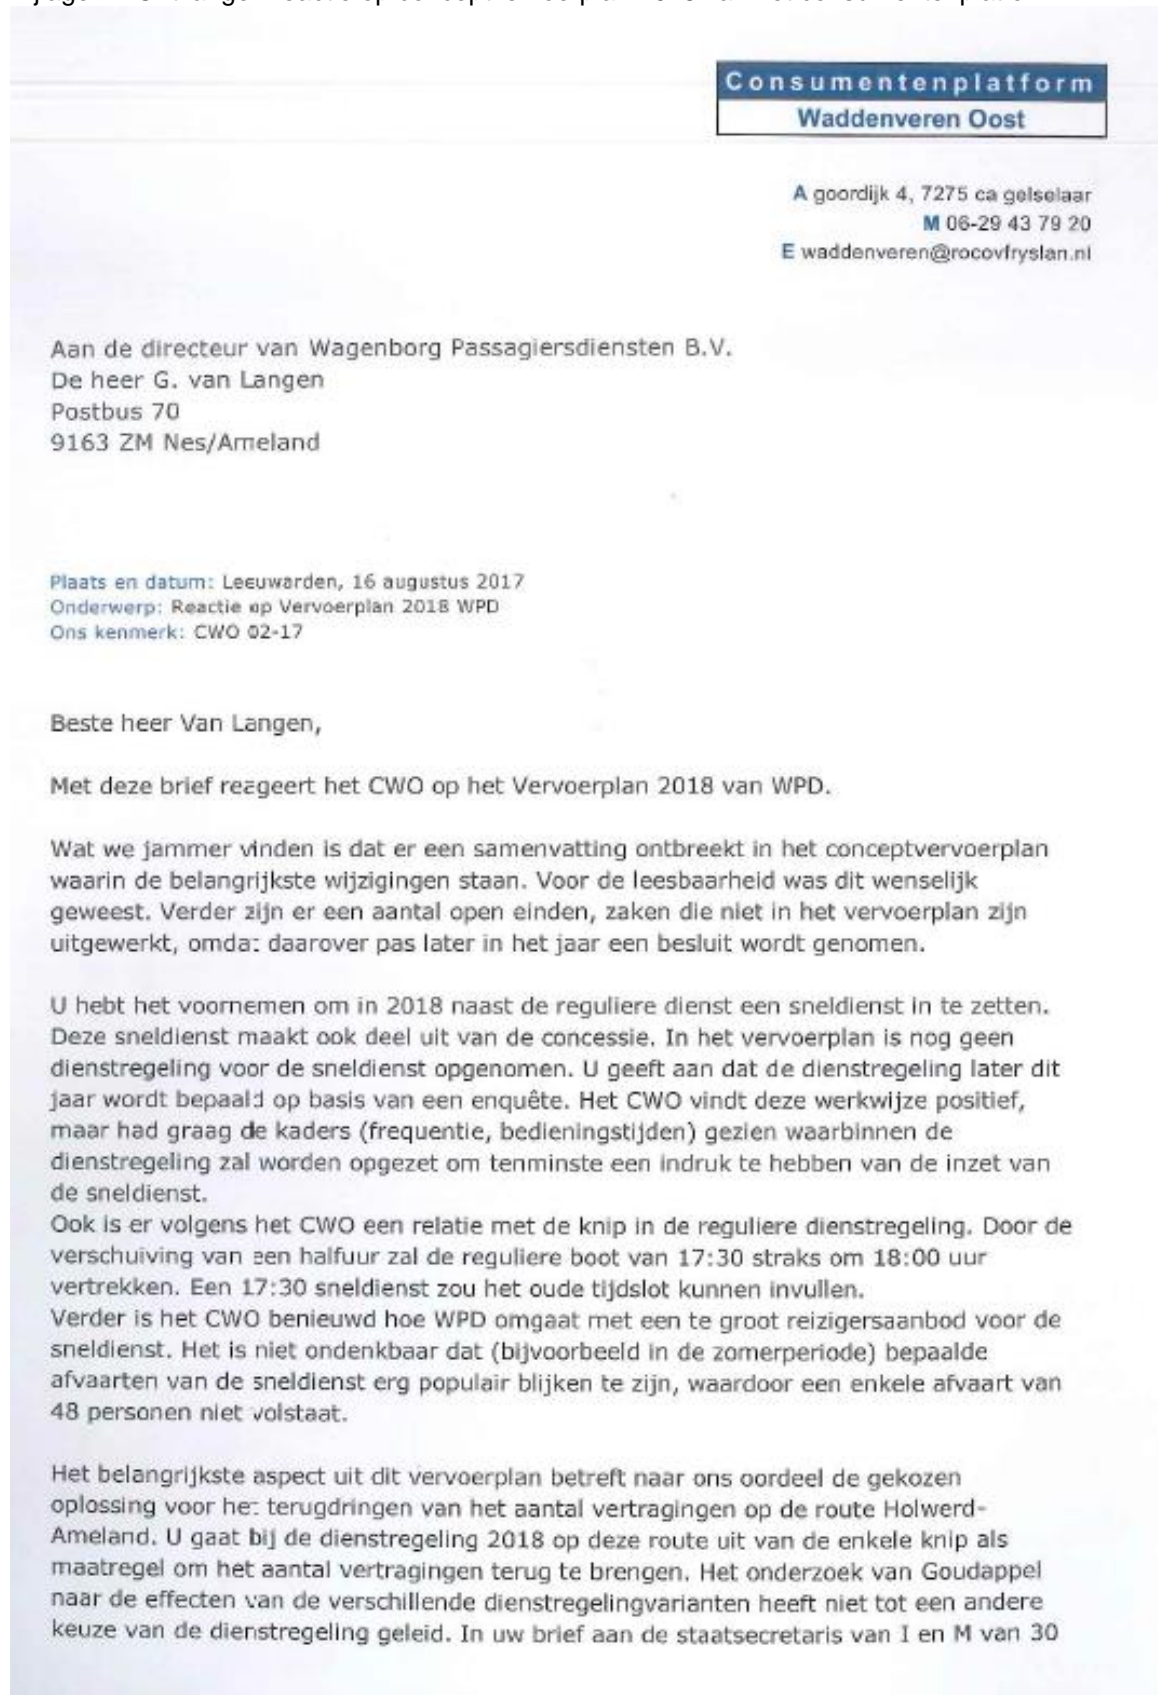 Consumentenplatform
Waddenveren Oost
A goordijk 4, 7275 ca gelselaar
M 06-29 43 79 20
E waddenveren@rocovfryslan.nl
Aan de directeur van Wagenborg Passagiersdiensten B.V.
De heer G. van Langen
Postbus 70
9163 ZM Nes/Ameland
Plaats en datum: Leeuwarden, 16 augustus 2017
Onderwerp: Reactie op Vervoerplan 2018 WPD
Ons kenmerk: CWO 02-17
Beste heer Van Langen,
Met deze brief reageert het CWO op het Vervoerplan 2018 van WPD.
Wat we jammer vinden is dat er een samenvatting ontbreekt in het conceptvervoerplan
waarin de belangrijkste wijzigingen staan. Voor de leesbaarheid was dit wenselijk
geweest. Verder zijn er een aantal open einden, zaken die niet in het vervoerplan zijn
uitgewerkt, omdat daarover pas later in het jaar een besluit wordt genomen.
U hebt het voornemen om in 2018 naast de reguliere dienst een sneldienst in te zetten.
Deze sneldienst maakt ook deel uit van de concessie. In het vervoerplan is nog geen
dienstregeling voor de sneldienst opgenomen. U geeft aan dat de dienstregeling later dit
jaar wordt bepaald op basis van een enquête. Het CWO vindt deze werkwijze positief,
maar had graag de kaders (frequentie, bedieningstijden) gezien waarbinnen de
dienstregeling zal worden opgezet om tenminste een indruk te hebben van de inzet van
de sneldienst.
Ook is er volgens het CWO een relatie met de knip in de reguliere dienstregeling. Door de
verschuiving van een halfuur zal de reguliere boot van 17:30 straks om 18:00 uur
vertrekken. Een 17:30 sneldienst zou het oude tijdslot kunnen invullen.
Verder is het CWO benieuwd hoe WPD omgaat met een te groot reizigersaanbod voor de
sneldienst. Het is niet ondenkbaar dat (bijvoorbeeld in de zomerperiode) bepaalde
afvaarten van de sneldienst erg populair blijken te zijn, waardoor een enkele afvaart van
48 personen niet volstaat.
Het belangrijkste aspect uit dit vervoerplan betreft naar ons oordeel de gekozen
oplossing voor het terugdringen van het aantal vertragingen op de route Holwerd-
Ameland. U gaat bij de dienstregeling 2018 op deze route uit van de enkele knip als
maatregel om het aantal vertragingen terug te brengen. Het onderzoek van Goudappel
naar de effecten van de verschillende dienstregelingvarianten heeft niet tot een andere
keuze van de dienstregeling geleid. In uw brief aan de staatsecretaris van I en M van 30